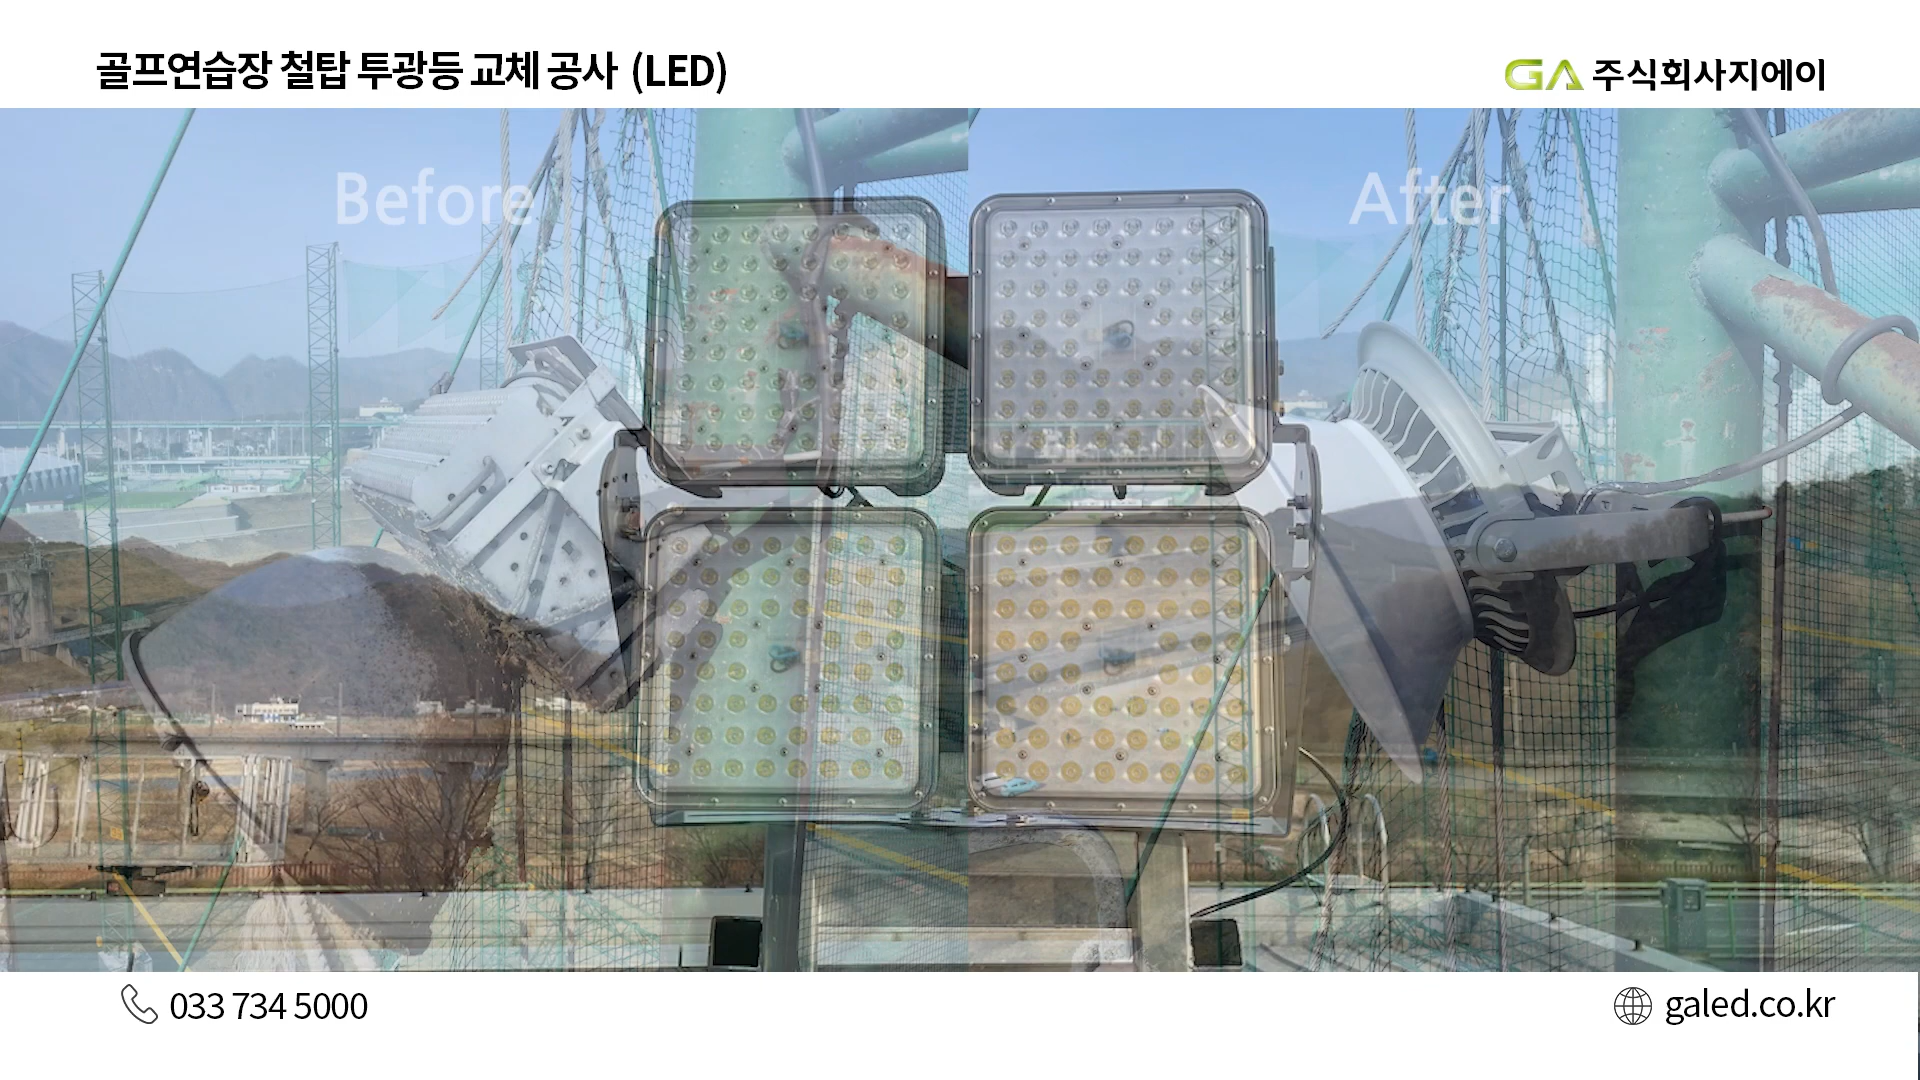 골프연습장 철탑 투광등 교체 공사 (LED)
GA 주식회사지에이
Before
After
033 734 5000
galed.co.kr